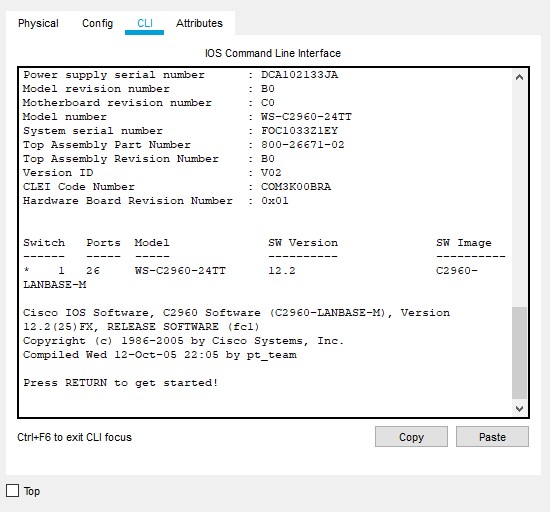 Physical Config CLI Attributes
IOS Command Line Interface
Power supply serial number : DCA102133JA
Model revision number : B0
Motherboard revision number : C0
Model number : WS-C2960-24TT
System serial number : FOC1033Z1EY
Top Assembly Part Number : 800-26671-02
Top Assembly Revision Number : B0
Version ID : V02
CLEI Code Number : COM3K00BRA
Hardware Board Revision Number : 0x01
Switch Ports Model SW Version SW Image
------ ----- ----- ---------- ----------
* 1 26 WS-C2960-24TT 12.2 C2960-
LANBASE-M
Cisco IOS Software, C2960 Software (C2960-LANBASE-M), Version
12.2(25)FX, RELEASE SOFTWARE (fc1)
Copyright (c) 1986-2005 by Cisco Systems, Inc.
Compiled Wed 12-Oct-05 22:05 by pt_team
Press RETURN to get started!
Ctrl+F6 to exit CLI focus Copy Paste
Top